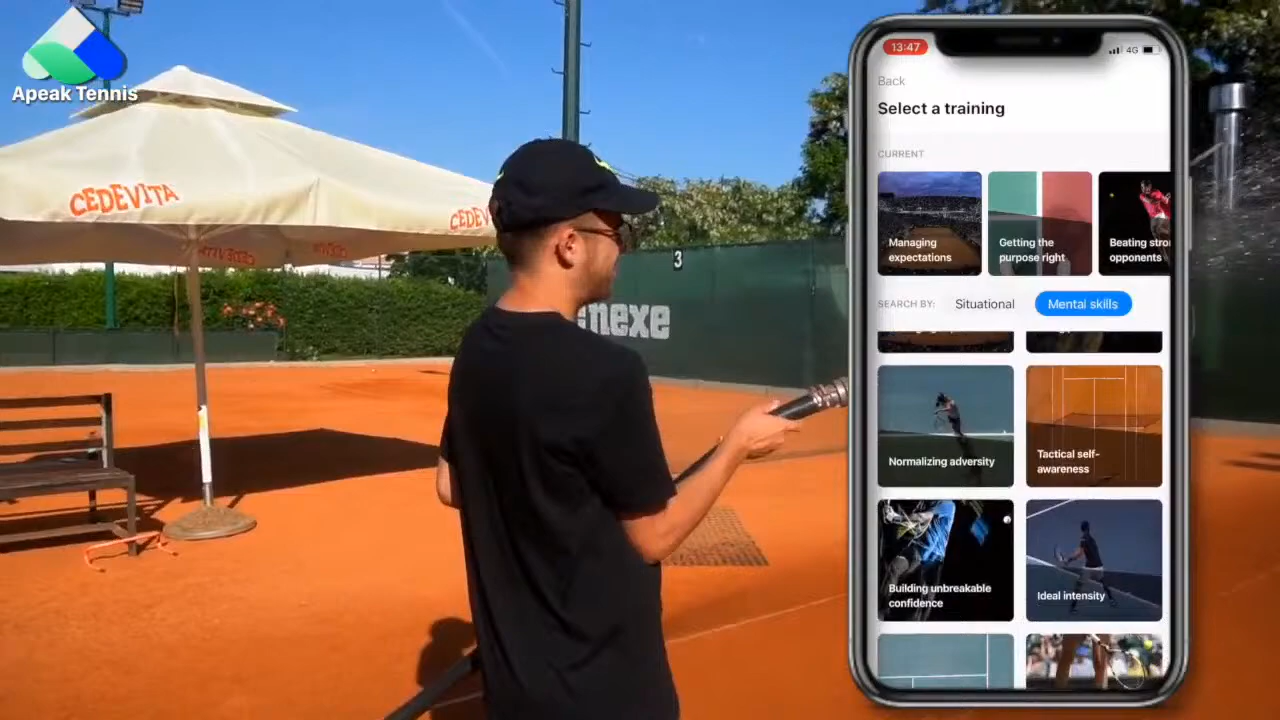 Apeak Tennis
CEDEVITA
CEDEV
3
nexe
13:47
4G
Back
Select a training
CURRENT
Managing
expectations
Getting the
purpose right
Beating stro
opponents
SEARCH BY:
Situational
Mental skills
Normalizing adversity
Tactical self-
awareness
Building unbreakable
confidence
Ideal intensity